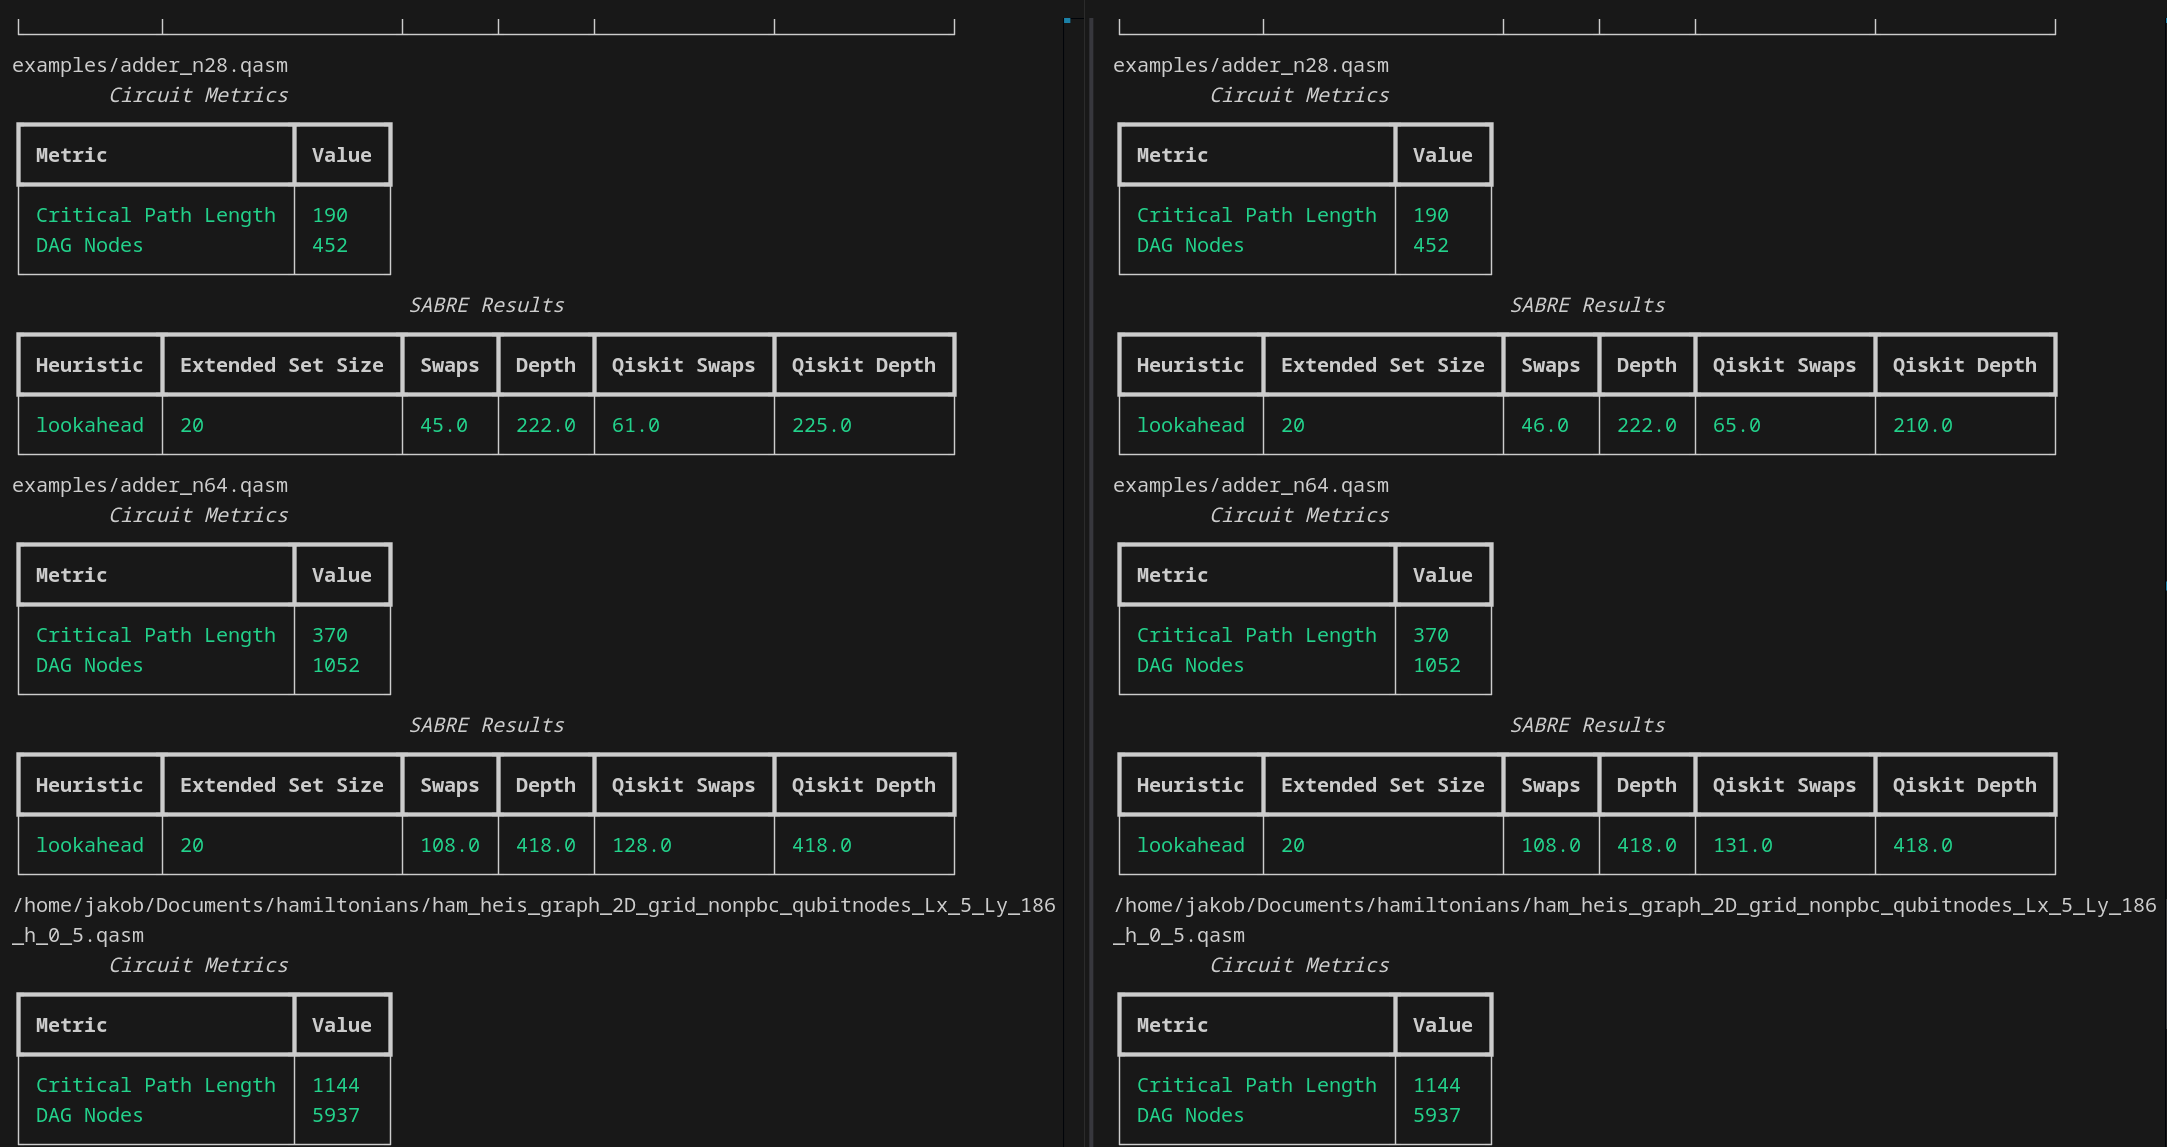 examples/adder_n28.qasm
Circuit Metrics
Metric Value
Critical Path Length 190
DAG Nodes 452
SABRE Results
Heuristic Extended Set Size Swaps Depth Qiskit Swaps Qiskit Depth
lookahead 20 45.0 222.0 61.0 225.0
examples/adder_n64.qasm
Circuit Metrics
Metric Value
Critical Path Length 370
DAG Nodes 1052
SABRE Results
Heuristic Extended Set Size Swaps Depth Qiskit Swaps Qiskit Depth
lookahead 20 108.0 418.0 128.0 418.0
/home/jakob/Documents/hamiltonians/ham_heis_graph_2D_grid_nonpbc_qubitnodes_Lx_5_Ly_186
_h_0_5.qasm
Circuit Metrics
Metric Value
Critical Path Length 1144
DAG Nodes 5937
examples/adder_n28.qasm
Circuit Metrics
Metric Value
Critical Path Length 190
DAG Nodes 452
SABRE Results
Heuristic Extended Set Size Swaps Depth Qiskit Swaps Qiskit Depth
lookahead 20 46.0 222.0 65.0 210.0
examples/adder_n64.qasm
Circuit Metrics
Metric Value
Critical Path Length 370
DAG Nodes 1052
SABRE Results
Heuristic Extended Set Size Swaps Depth Qiskit Swaps Qiskit Depth
lookahead 20 108.0 418.0 131.0 418.0
/home/jakob/Documents/hamiltonians/ham_heis_graph_2D_grid_nonpbc_qubitnodes_Lx_5_Ly_186
_h_0_5.qasm
Circuit Metrics
Metric Value
Critical Path Length 1144
DAG Nodes 5937